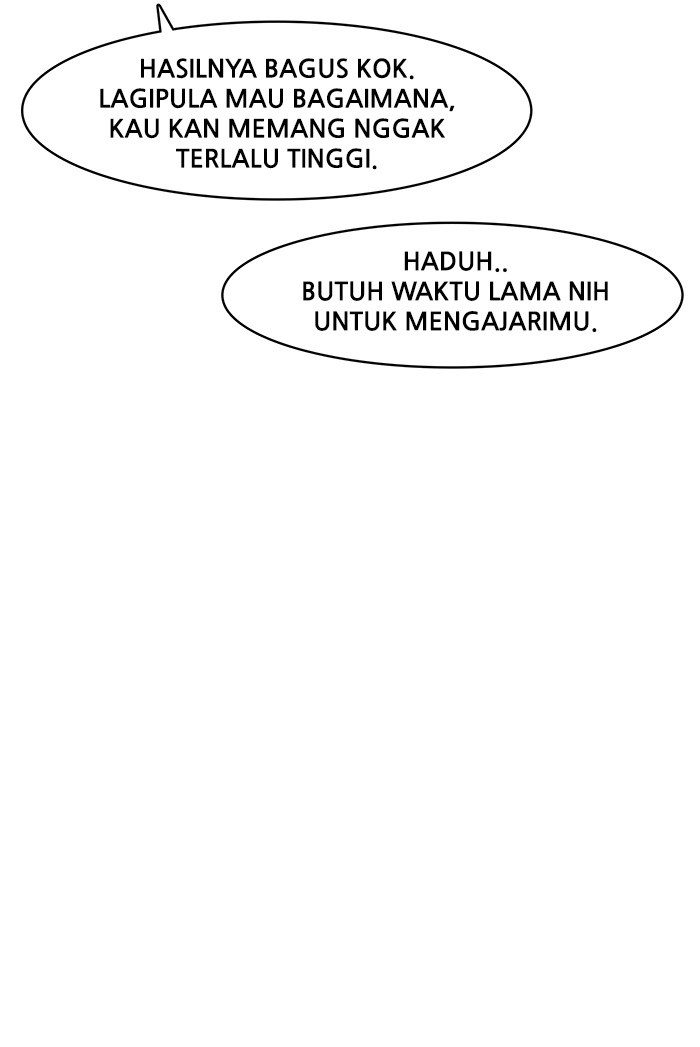 HASILNYA BAGUS KOK.
LAGIPULA MAU BAGAIMANA,
KAU KAN MEMANG NGGAK
TERLALU TINGGI.
HADUH..
BUTUH WAKTU LAMA NIH
UNTUK MENGAJARIMU.